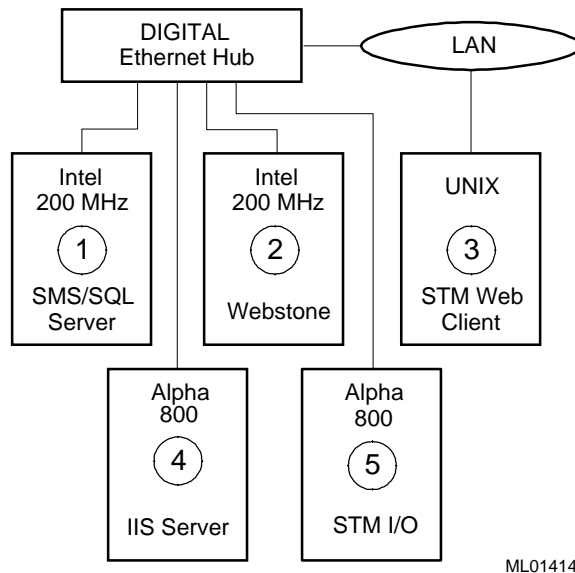 DIGITAL
Ethernet Hub
LAN
Intel
200 MHz
1
SMS/SQL
Server
Intel
200 MHz
2
Webstone
UNIX
3
STM Web
Client
Alpha
800
4
IIS Server
Alpha
800
5
STM I/O
ML01414